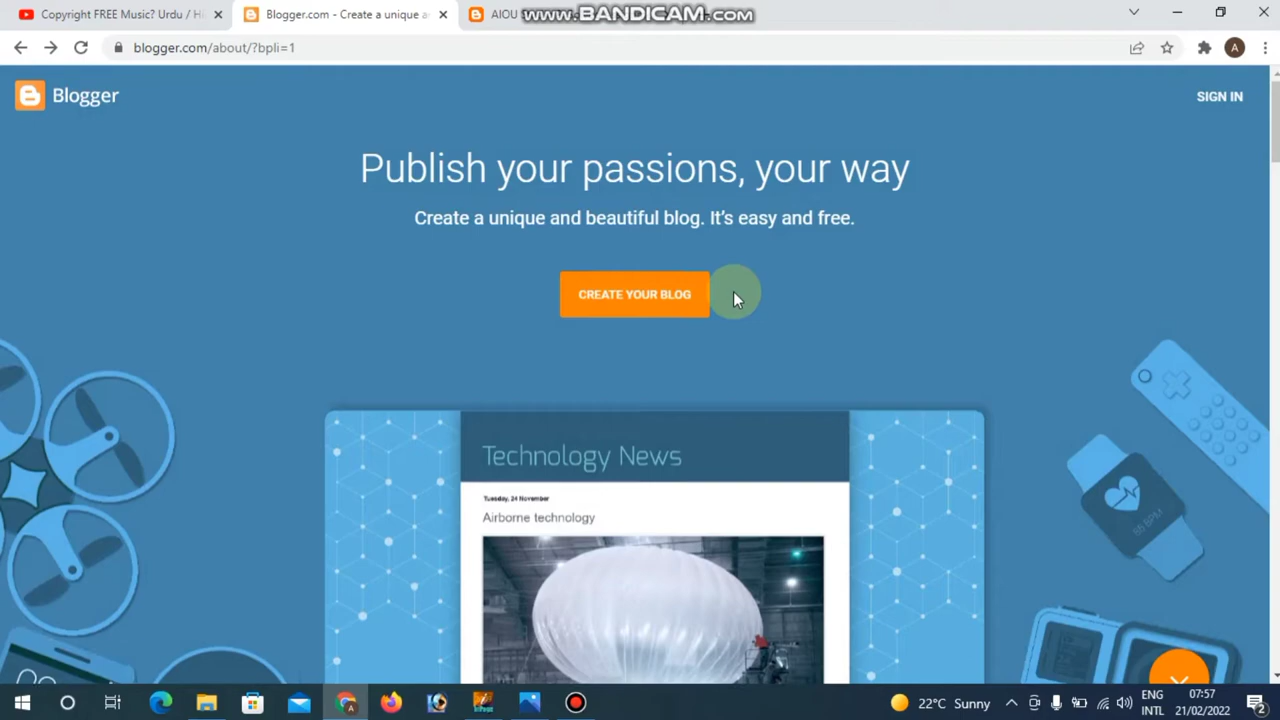 Copyright FREE Music? Urdu / Hi
Blogger.com - Create a unique a
AIOU
www.BANDICAM.com
blogger.com/about/?bpli=1
A
Blogger
SIGN IN
Publish your passions, your way
Create a unique and beautiful blog. It's easy and free.
CREATE YOUR BLOG
Technology News
Tuesday, 24 November
Airborne technology
22°C Sunny
ENG
INTL
07:57
21/02/2022
2